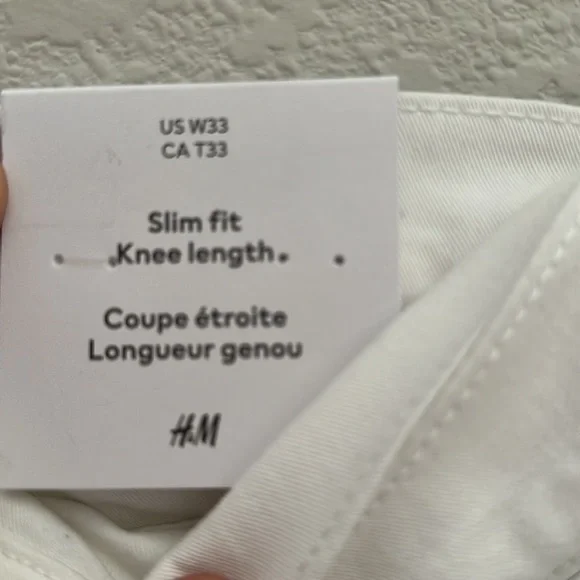 US W33
CA T33
Slim fit
Knee length
Coupe étroite
Longueur genou
H&M